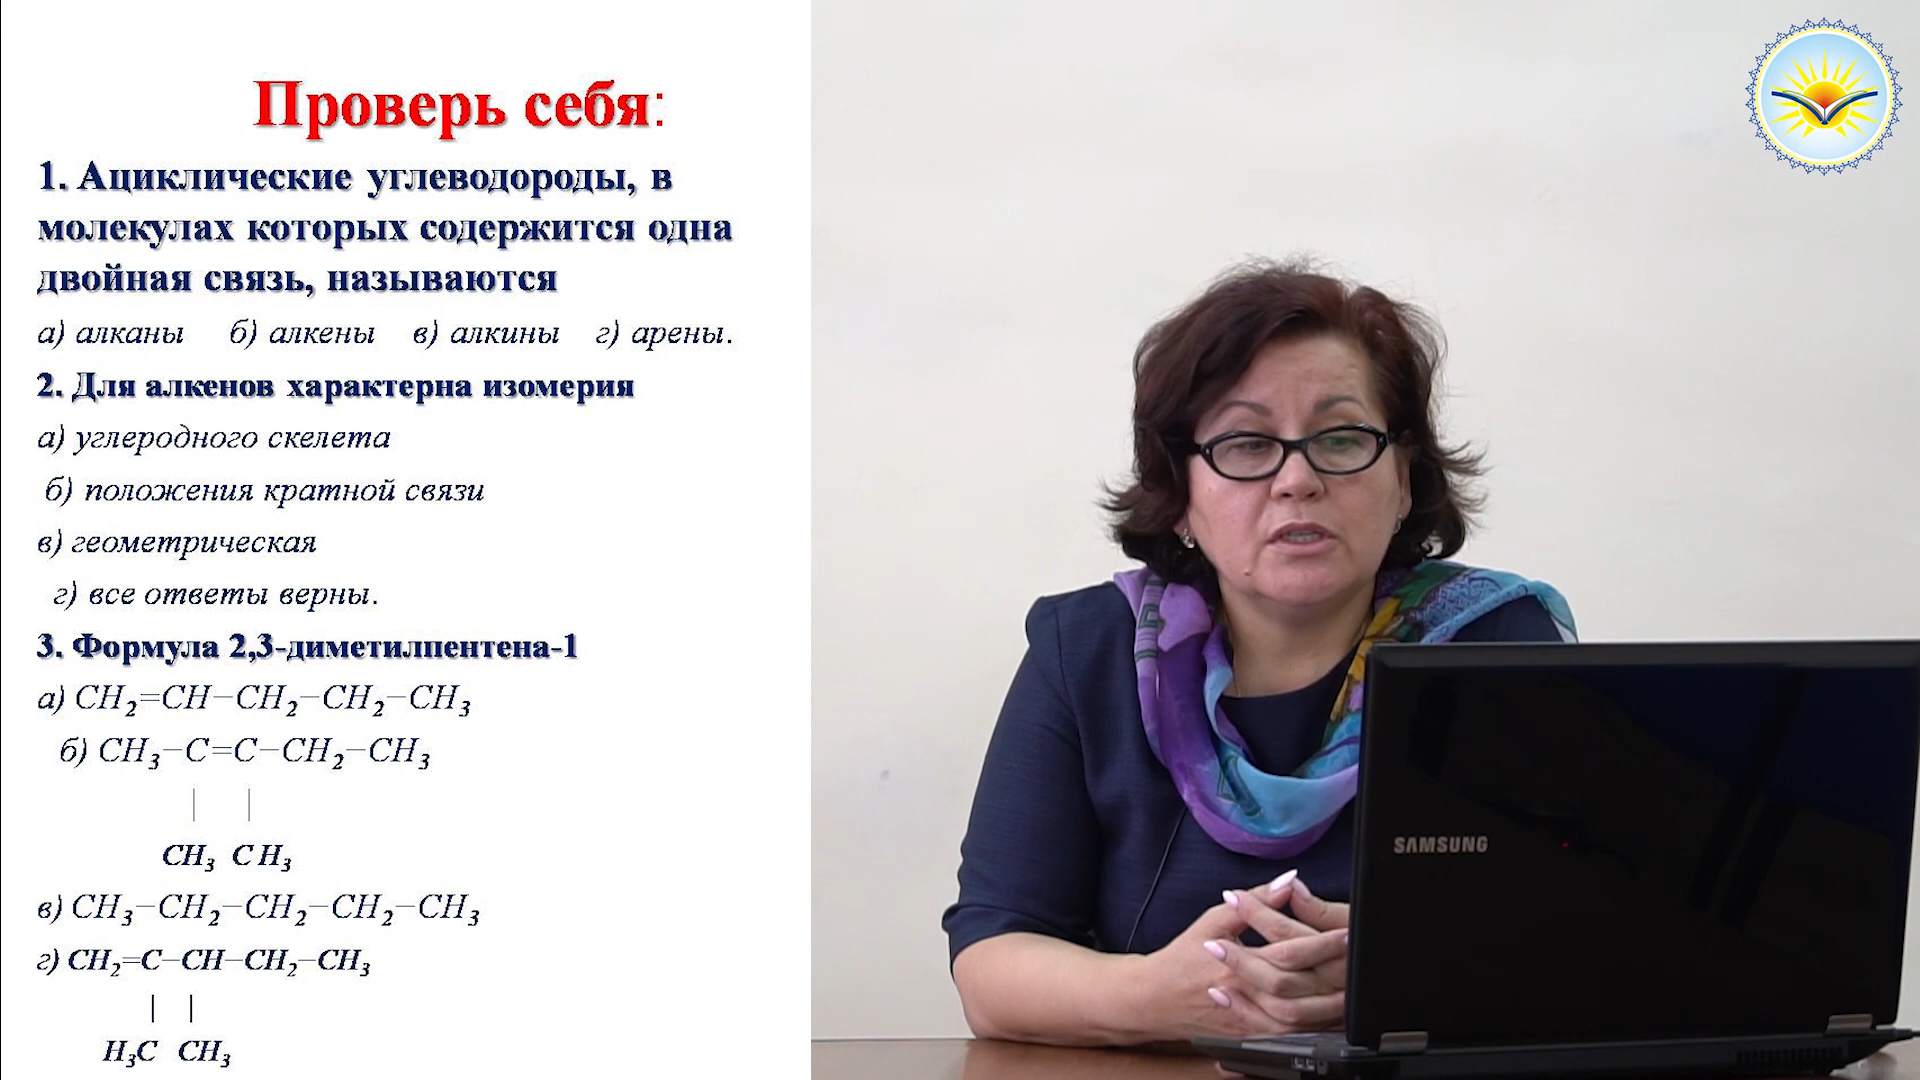 Проверь себя:
1. Ациклические углеводороды, в
молекулах которых содержится одна
двойная связь, называются
а) алканы б) алкены в) алкины г) арены.
2. Для алкенов характерна изомерия
а) углеродного скелета
б) положения кратной связи
в) геометрическая
г) все ответы верны.
3. Формула 2,3-диметилпентена-1
а) CH₂=CH−CH₂−CH₂−CH₃
б) CH₃−C=C−CH₂−CH₃
| |
CH₃ C H₃
в) CH₃−CH₂−CH₂−CH₂−CH₃
г) CH₂=C−CH−CH₂−CH₃
| |
H₃C CH₃
SAMSUNG